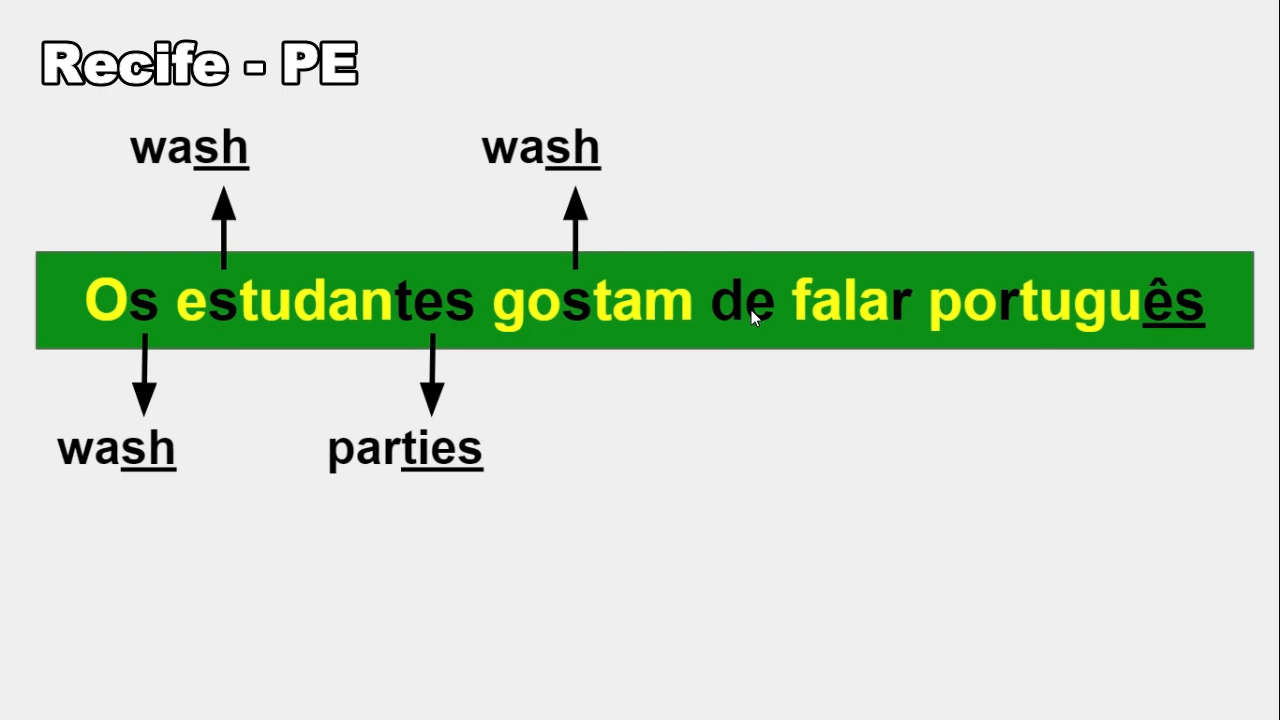 Recife - PE
wash wash
Os estudantes gostam de falar português
wash parties